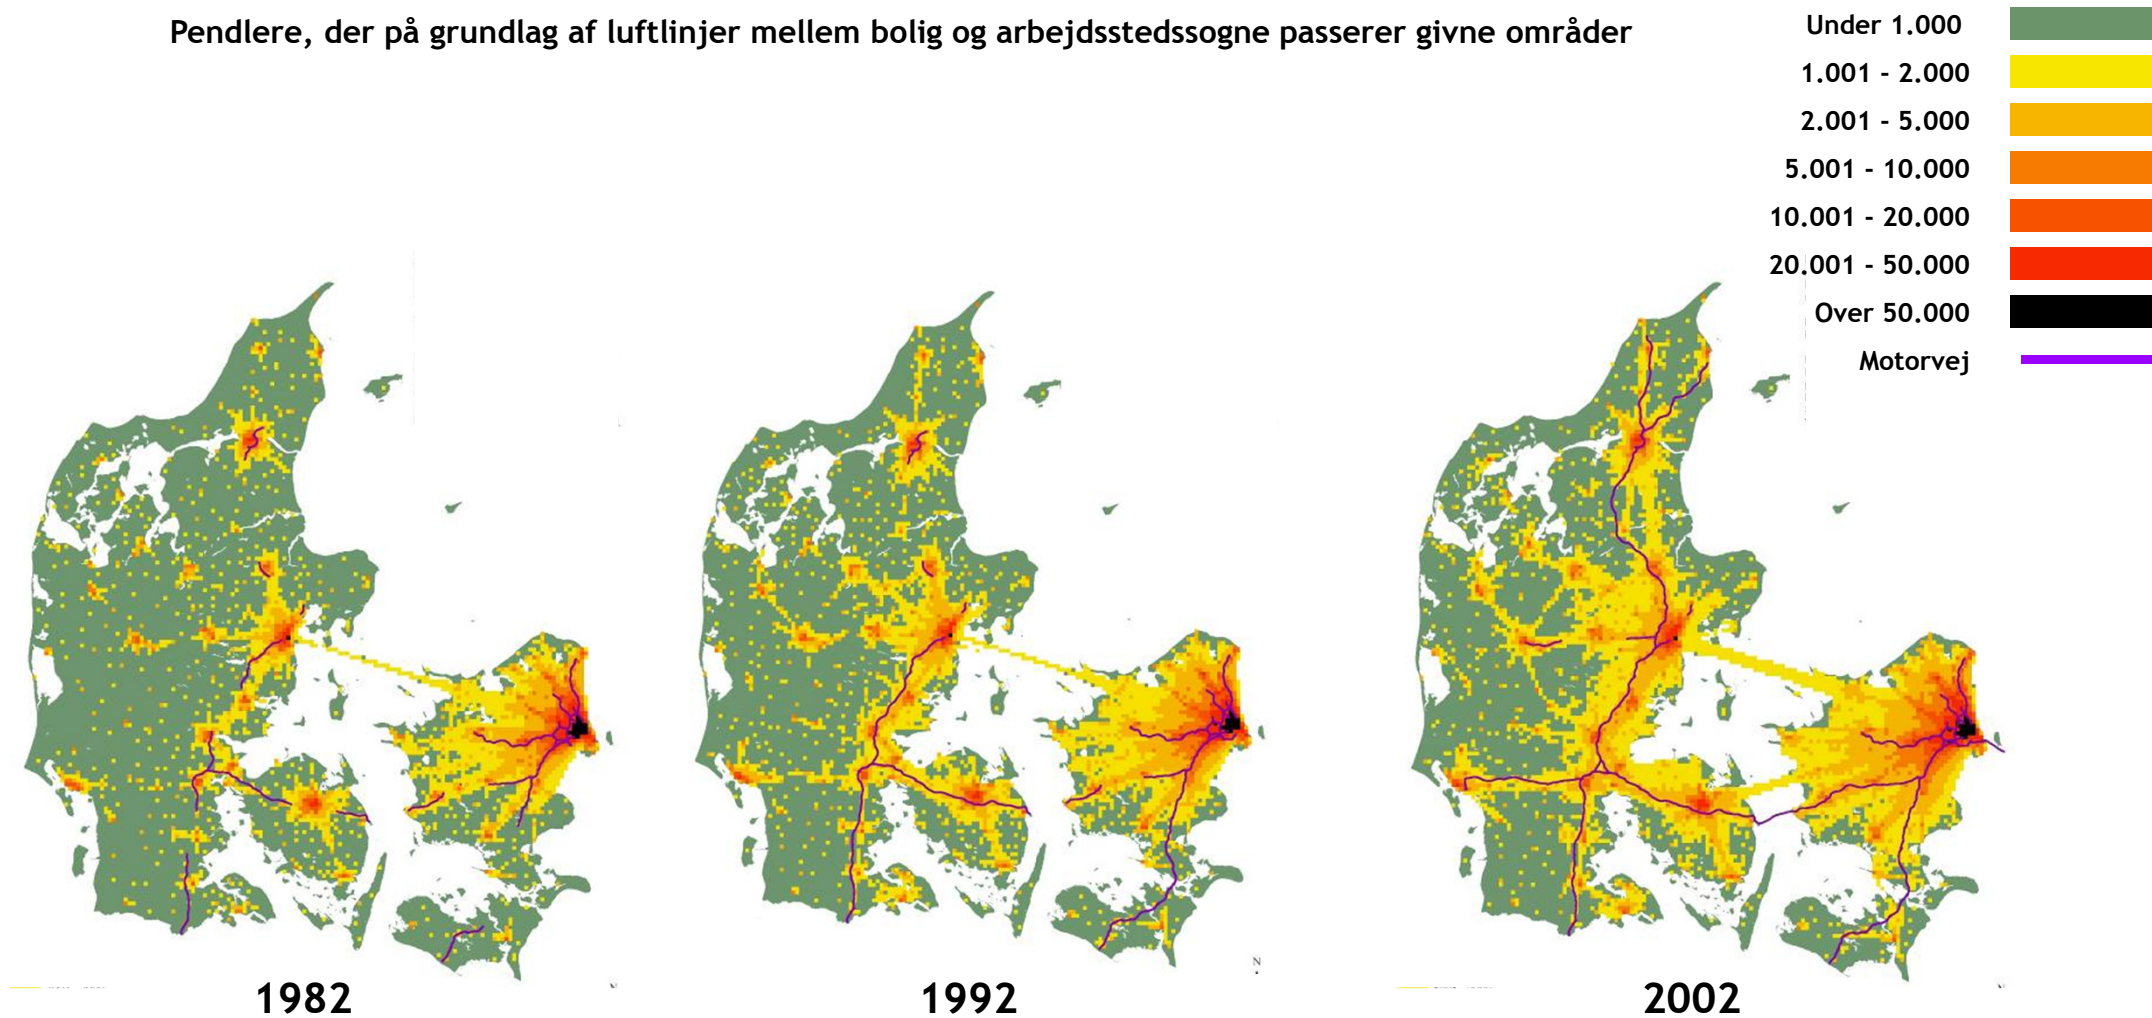 Pendlere, der på grundlag af luftlinjer mellem bolig og arbejdsstedssogne passerer givne områder
Under 1.000
1.001 - 2.000
2.001 - 5.000
5.001 - 10.000
10.001 - 20.000
20.001 - 50.000
Over 50.000
Motorvej
N
1982
1992
2002